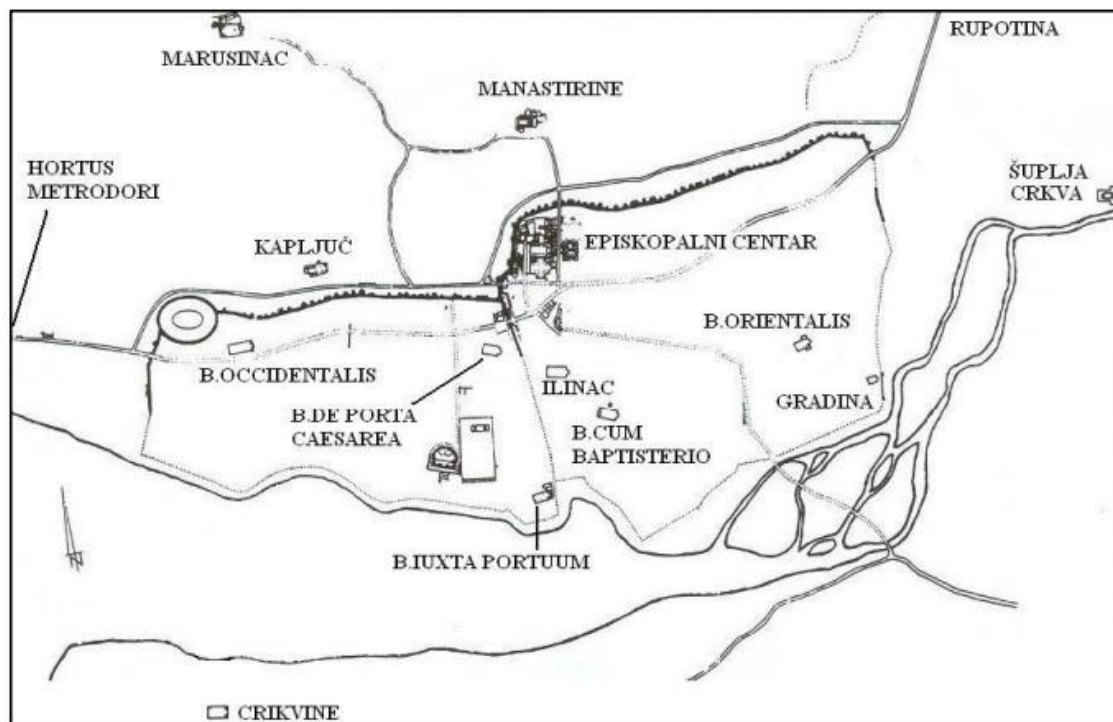 RUPOTINA
MARUSINAC
MANASTIRINE
HORTUS
METRODORI
ŠUPLJA
CRKVA
KAPLJUČ
EPISKOPALNI CENTAR
B.ORIENTALIS
B.OCCIDENTALIS
ILINAC
GRADINA
B.DE PORTA
CAESAREA
B.CUM
BAPTISTERIO
B.IUXTA PORTUUM
N
CRIKVINE